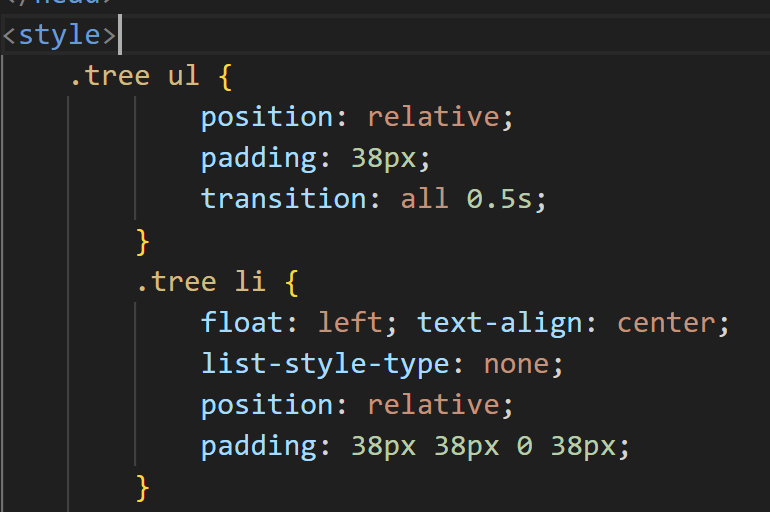 </head>
<style>
.tree ul {
position: relative;
padding: 38px;
transition: all 0.5s;
}
.tree li {
float: left; text-align: center;
list-style-type: none;
position: relative;
padding: 38px 38px 0 38px;
}